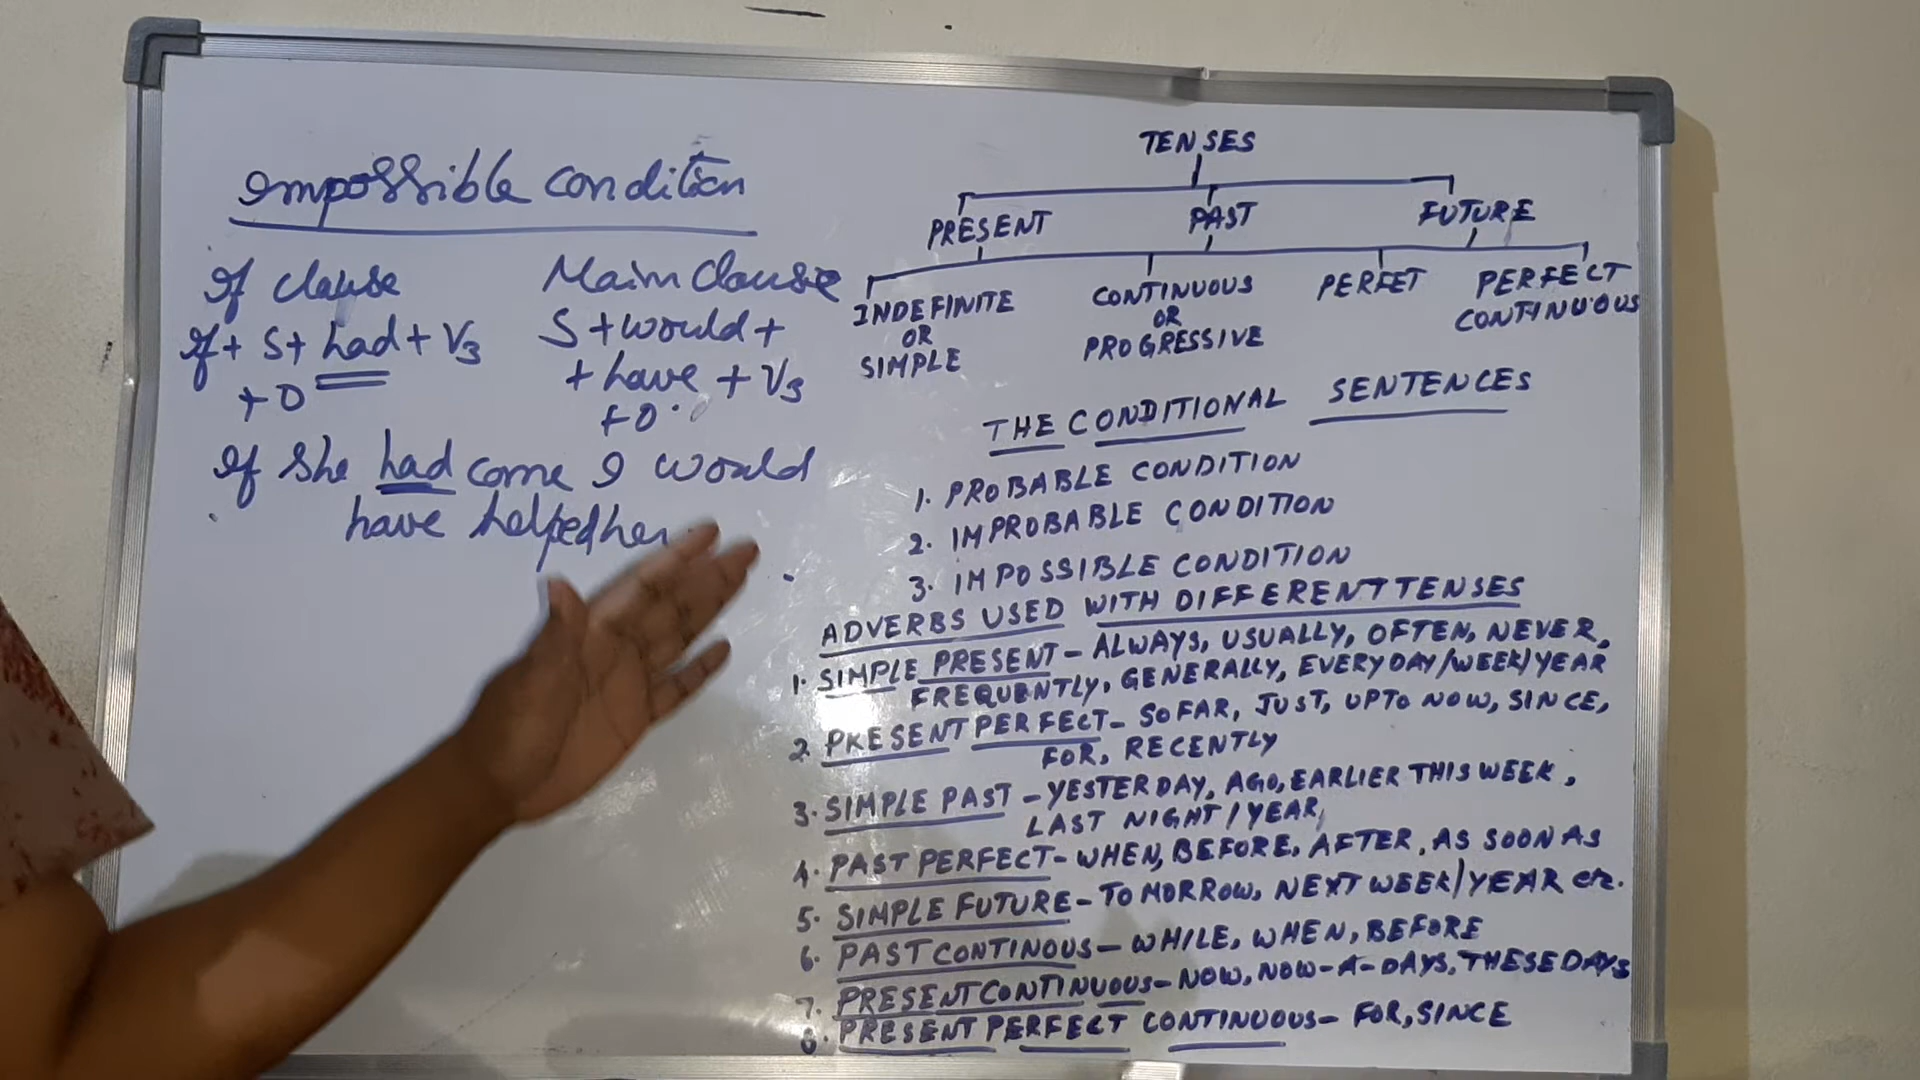 Impossible Condition
If clause
Main Clause
If + S + had + V3
+ O
S + would +
+ have + V3
+ O.
If She had come I would
have helped her.
TENSES
PRESENT PAST FUTURE
INDEFINITE
OR
SIMPLE
CONTINUOUS
OR
PROGRESSIVE
PERFET
PERFECT
CONTINUOUS
THE CONDITIONAL SENTENCES
1. PROBABLE CONDITION
2. IMPROBABLE CONDITION
3. IMPOSSIBLE CONDITION
ADVERBS USED WITH DIFFERENT TENSES
1. SIMPLE PRESENT - ALWAYS, USUALLY, OFTEN, NEVER,
FREQUENTLY, GENERALLY, EVERYDAY/WEEK/YEAR
2. PRESENT PERFECT - SO FAR, JUST, UPTO NOW, SINCE,
FOR, RECENTLY
3. SIMPLE PAST - YESTERDAY, AGO, EARLIER THIS WEEK,
LAST NIGHT / YEAR,
4. PAST PERFECT - WHEN, BEFORE, AFTER, AS SOON AS
5. SIMPLE FUTURE - TOMORROW, NEXT WEEK/YEAR etc.
6. PAST CONTINOUS - WHILE, WHEN, BEFORE
7. PRESENT CONTINUOUS - NOW, NOW-A-DAYS, THESE DAYS
8. PRESENT PERFECT CONTINUOUS - FOR, SINCE